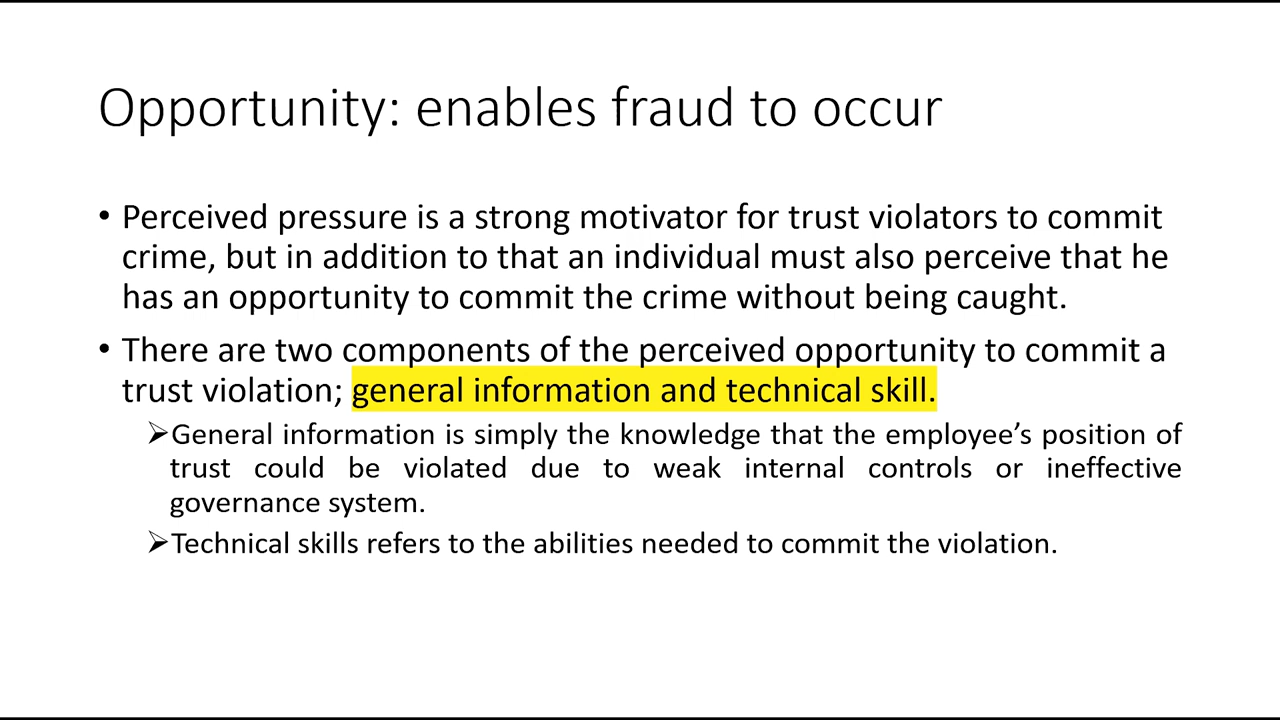 Opportunity: enables fraud to occur
• Perceived pressure is a strong motivator for trust violators to commit
crime, but in addition to that an individual must also perceive that he
has an opportunity to commit the crime without being caught.
• There are two components of the perceived opportunity to commit a
trust violation; general information and technical skill.
➢General information is simply the knowledge that the employee’s position of
trust could be violated due to weak internal controls or ineffective
governance system.
➢Technical skills refers to the abilities needed to commit the violation.